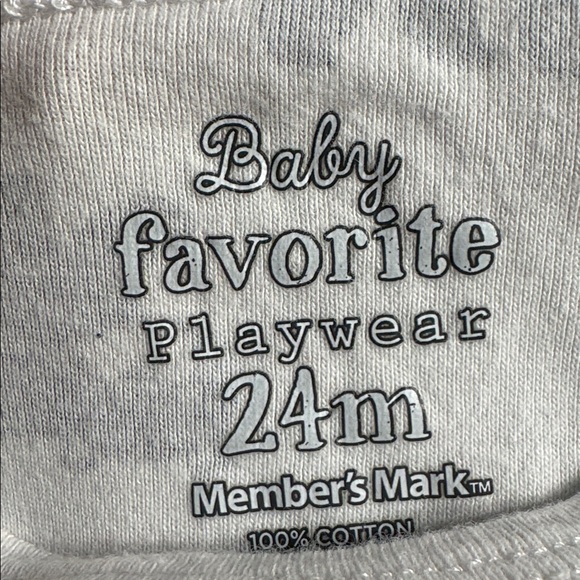 Baby
favorite
Playwear
24m
Member's Mark™
100% COTTON